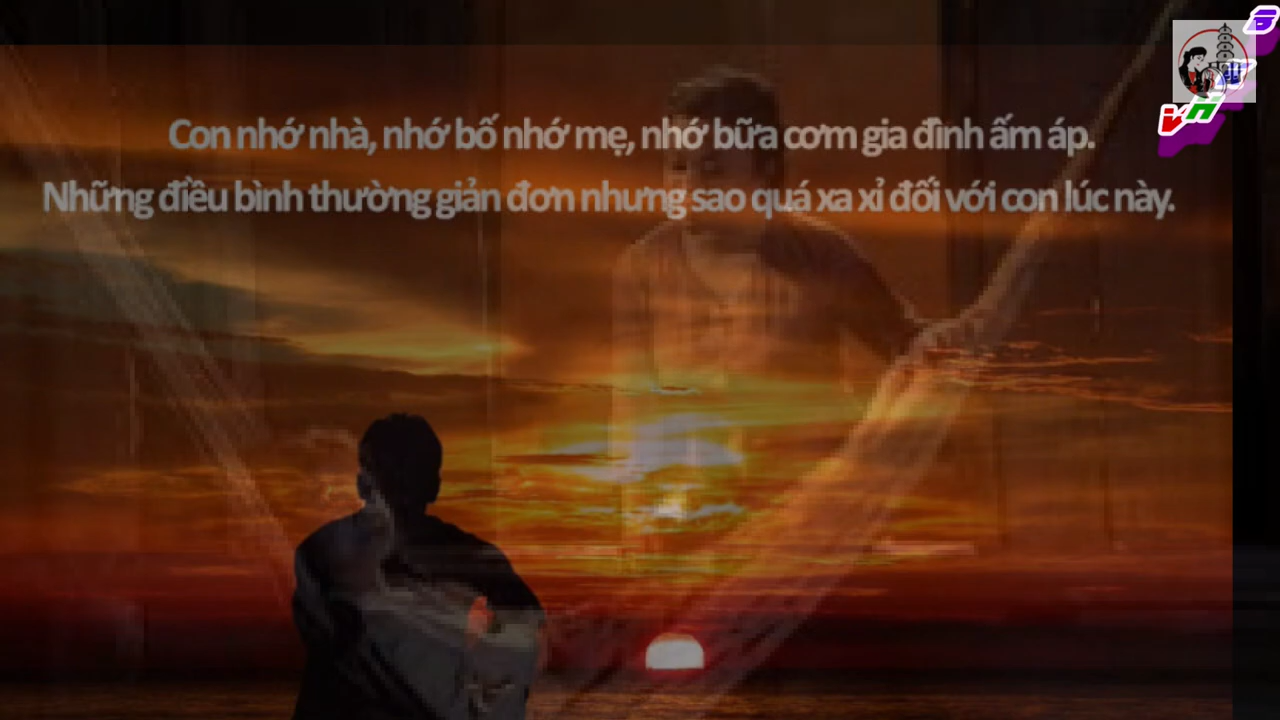 Con nhớ nhà, nhớ bố nhớ mẹ, nhớ bữa cơm gia đình ấm áp.
Những điều bình thường giản đơn nhưng sao quá xa xỉ đối với con lúc này.